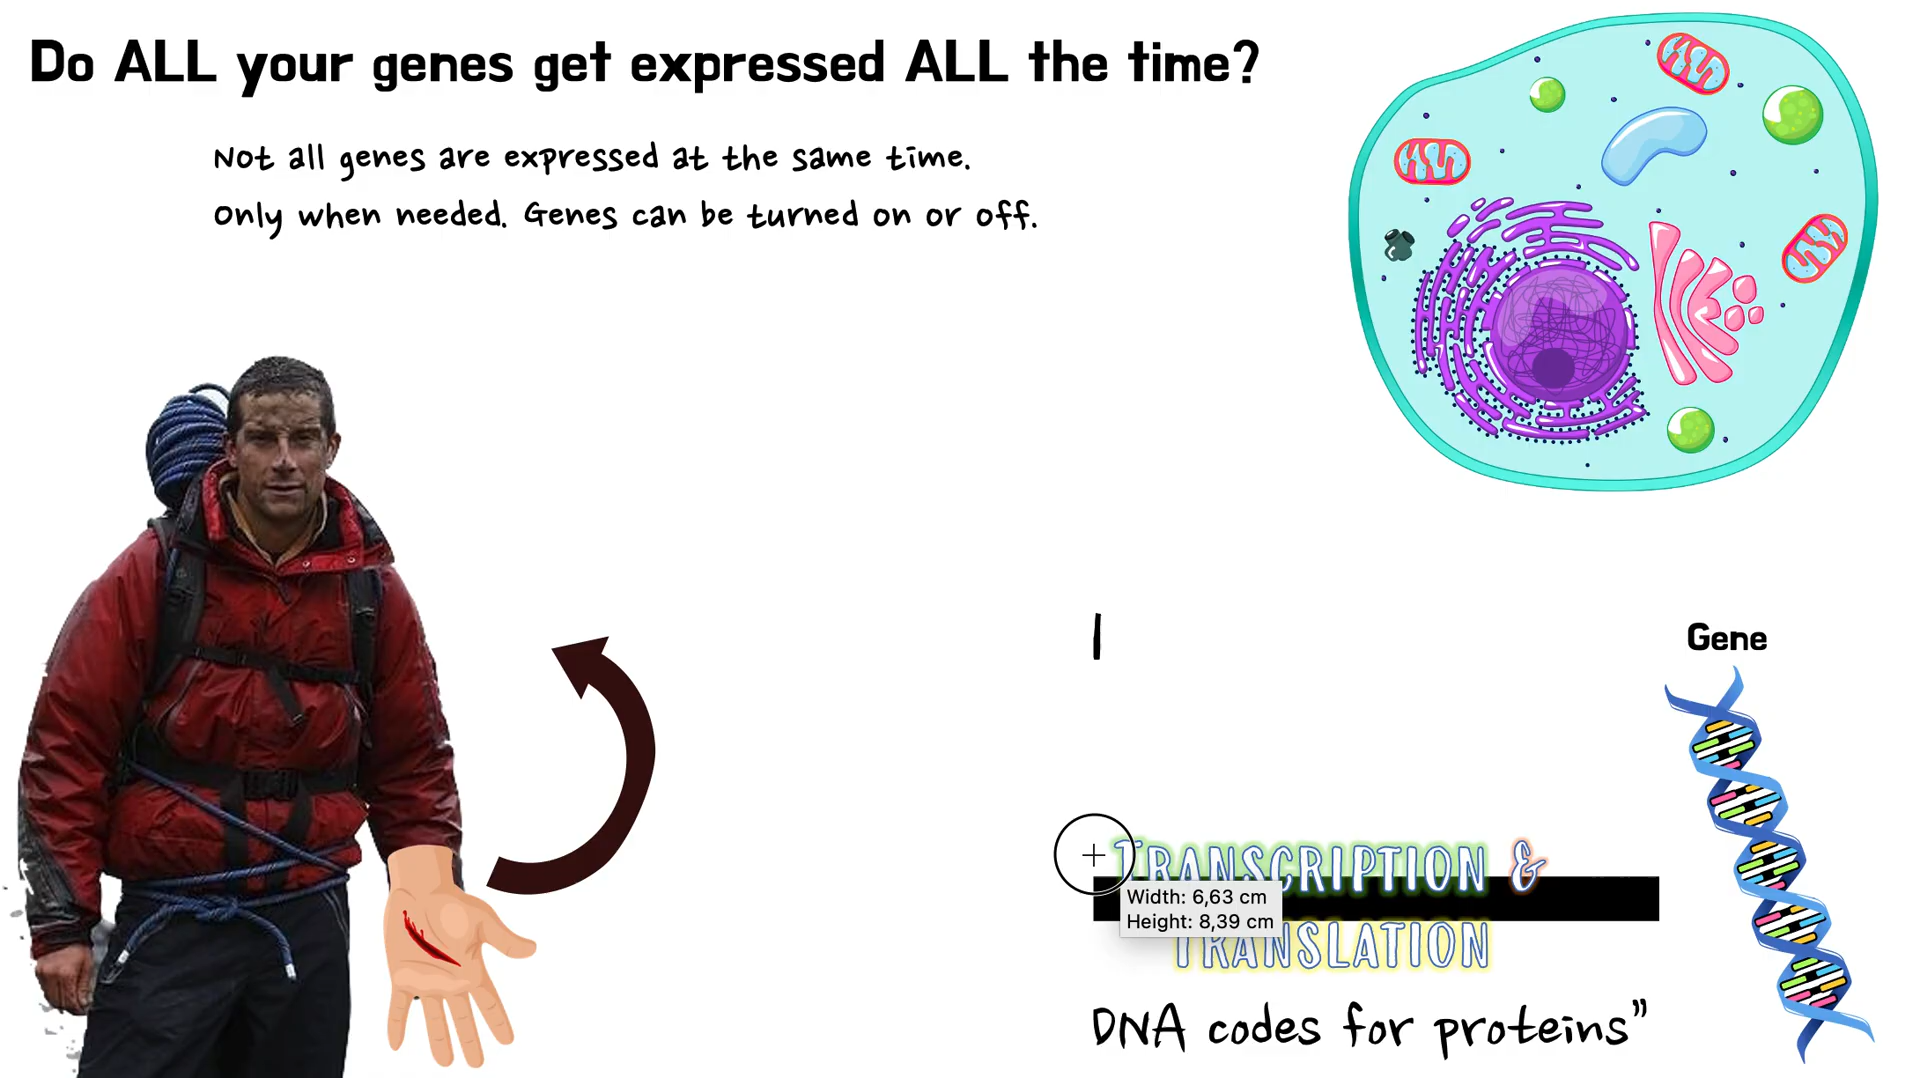 Do ALL your genes get expressed ALL the time?
Not all genes are expressed at the same time.
Only when needed. Genes can be turned on or off.
Gene
TRANSCRIPTION &
Width: 6,63 cm
Height: 8,39 cm
TRANSLATION
DNA codes for proteins”